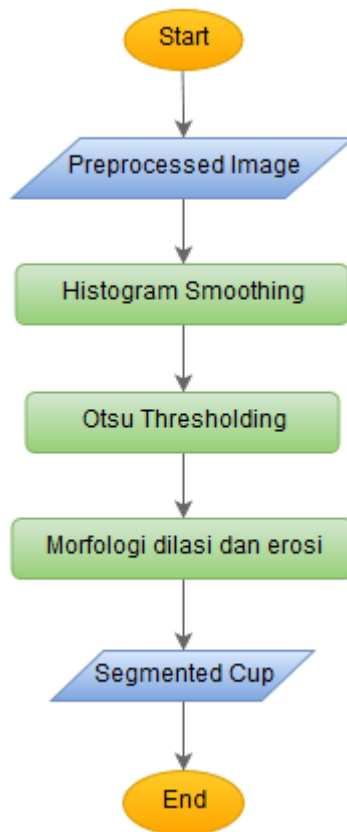 Start
Preprocessed Image
Histogram Smoothing
Otsu Thresholding
Morfologi dilasi dan erosi
Segmented Cup
End